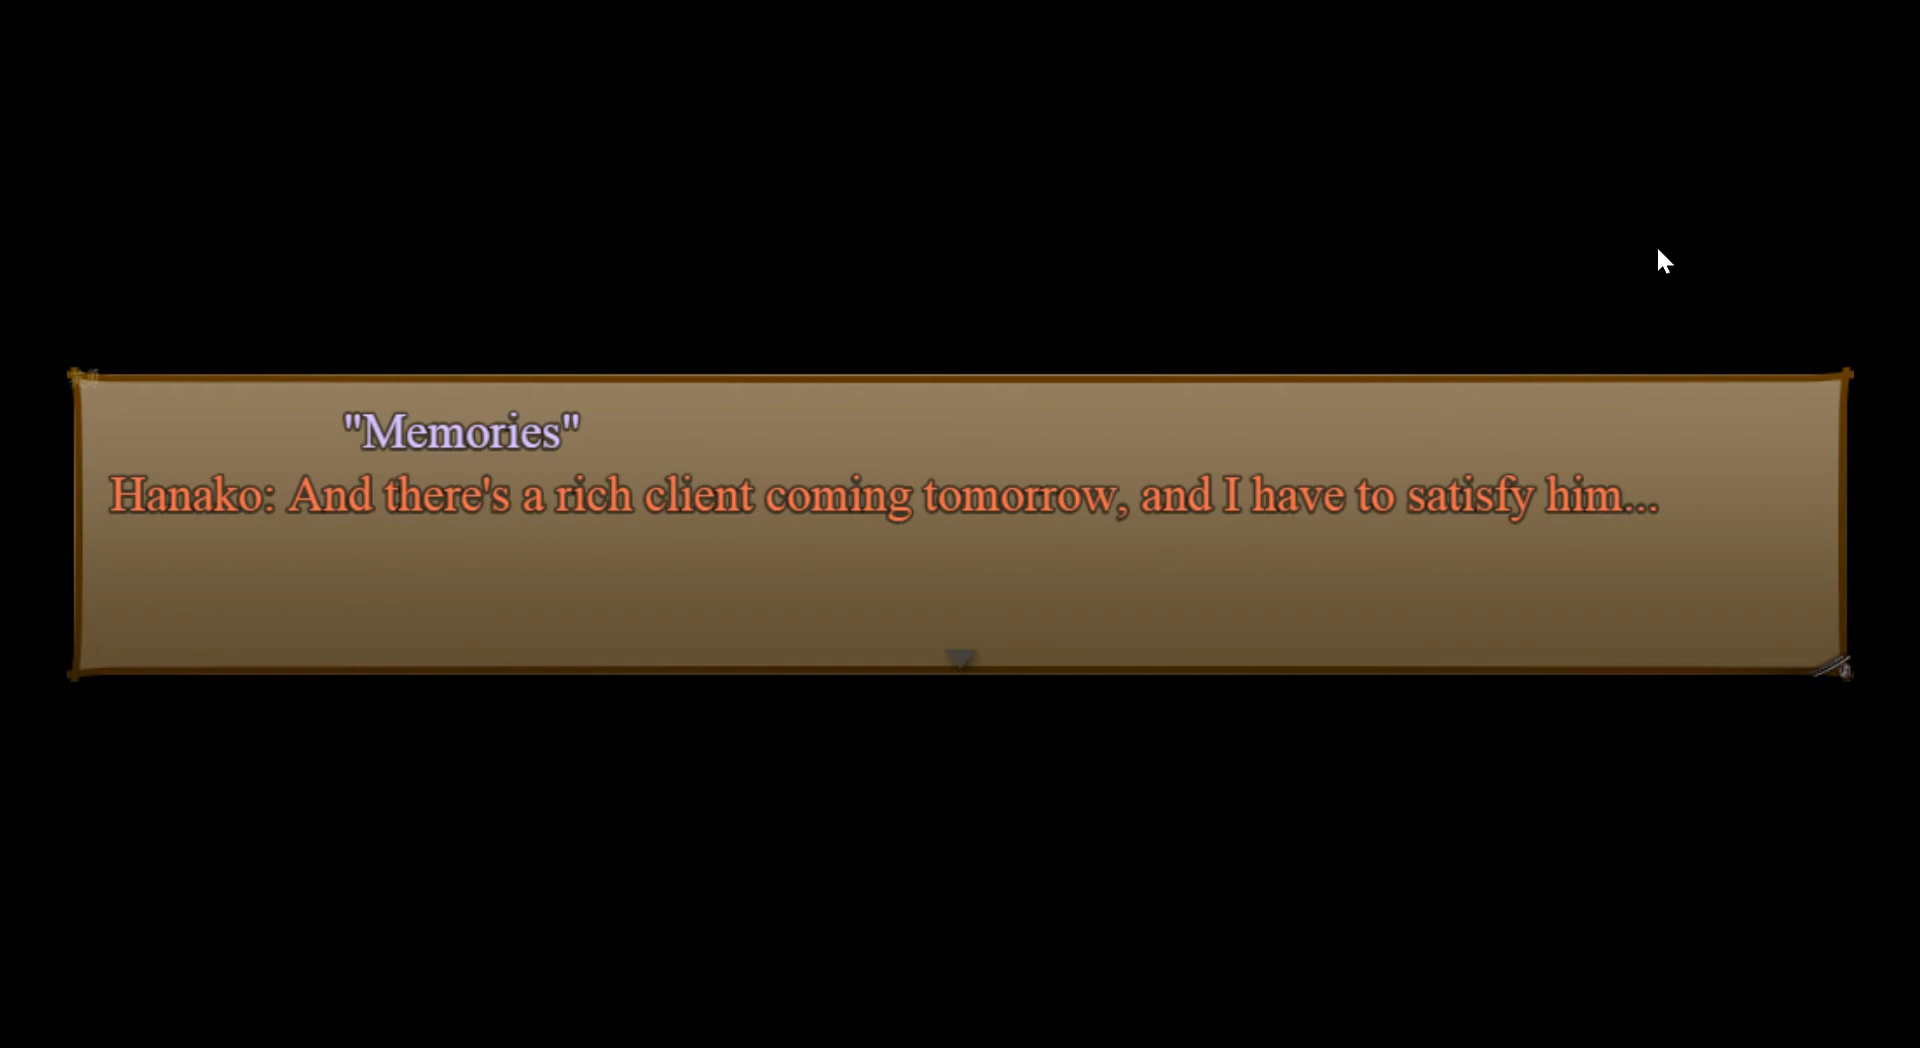 "Memories"
Hanako: And there's a rich client coming tomorrow, and I have to satisfy him...